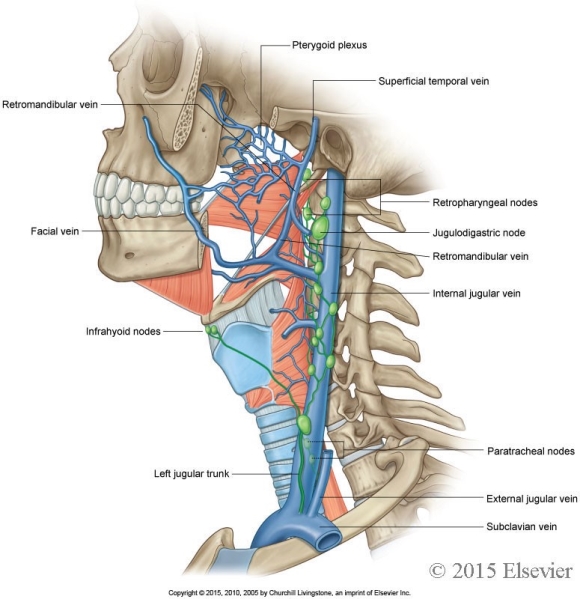 Pterygoid plexus
Superficial temporal vein
Retromandibular vein
Retropharyngeal nodes
Facial vein
Jugulodigastric node
Retromandibular vein
Internal jugular vein
Infrahyoid nodes
Paratracheal nodes
Left jugular trunk
External jugular vein
Subclavian vein
© 2015 Elsevier
Copyright © 2015, 2010, 2005 by Churchill Livingstone, an imprint of Elsevier Inc.